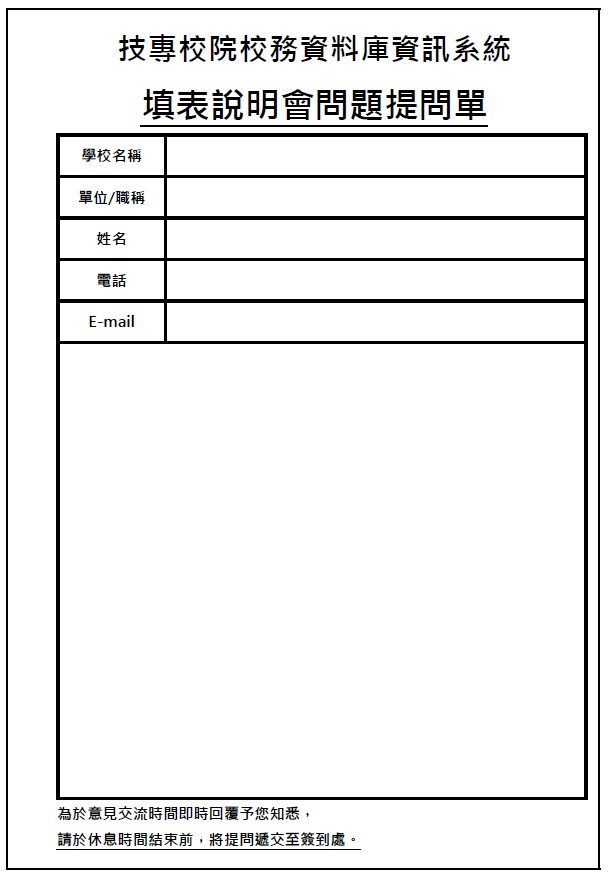 技專校院校務資料庫資訊系統
填表說明會問題提問單
學校名稱
單位/職稱
姓名
電話
E-mail
為於意見交流時間即時回覆予您知悉，
請於休息時間結束前，將提問遞交至簽到處。